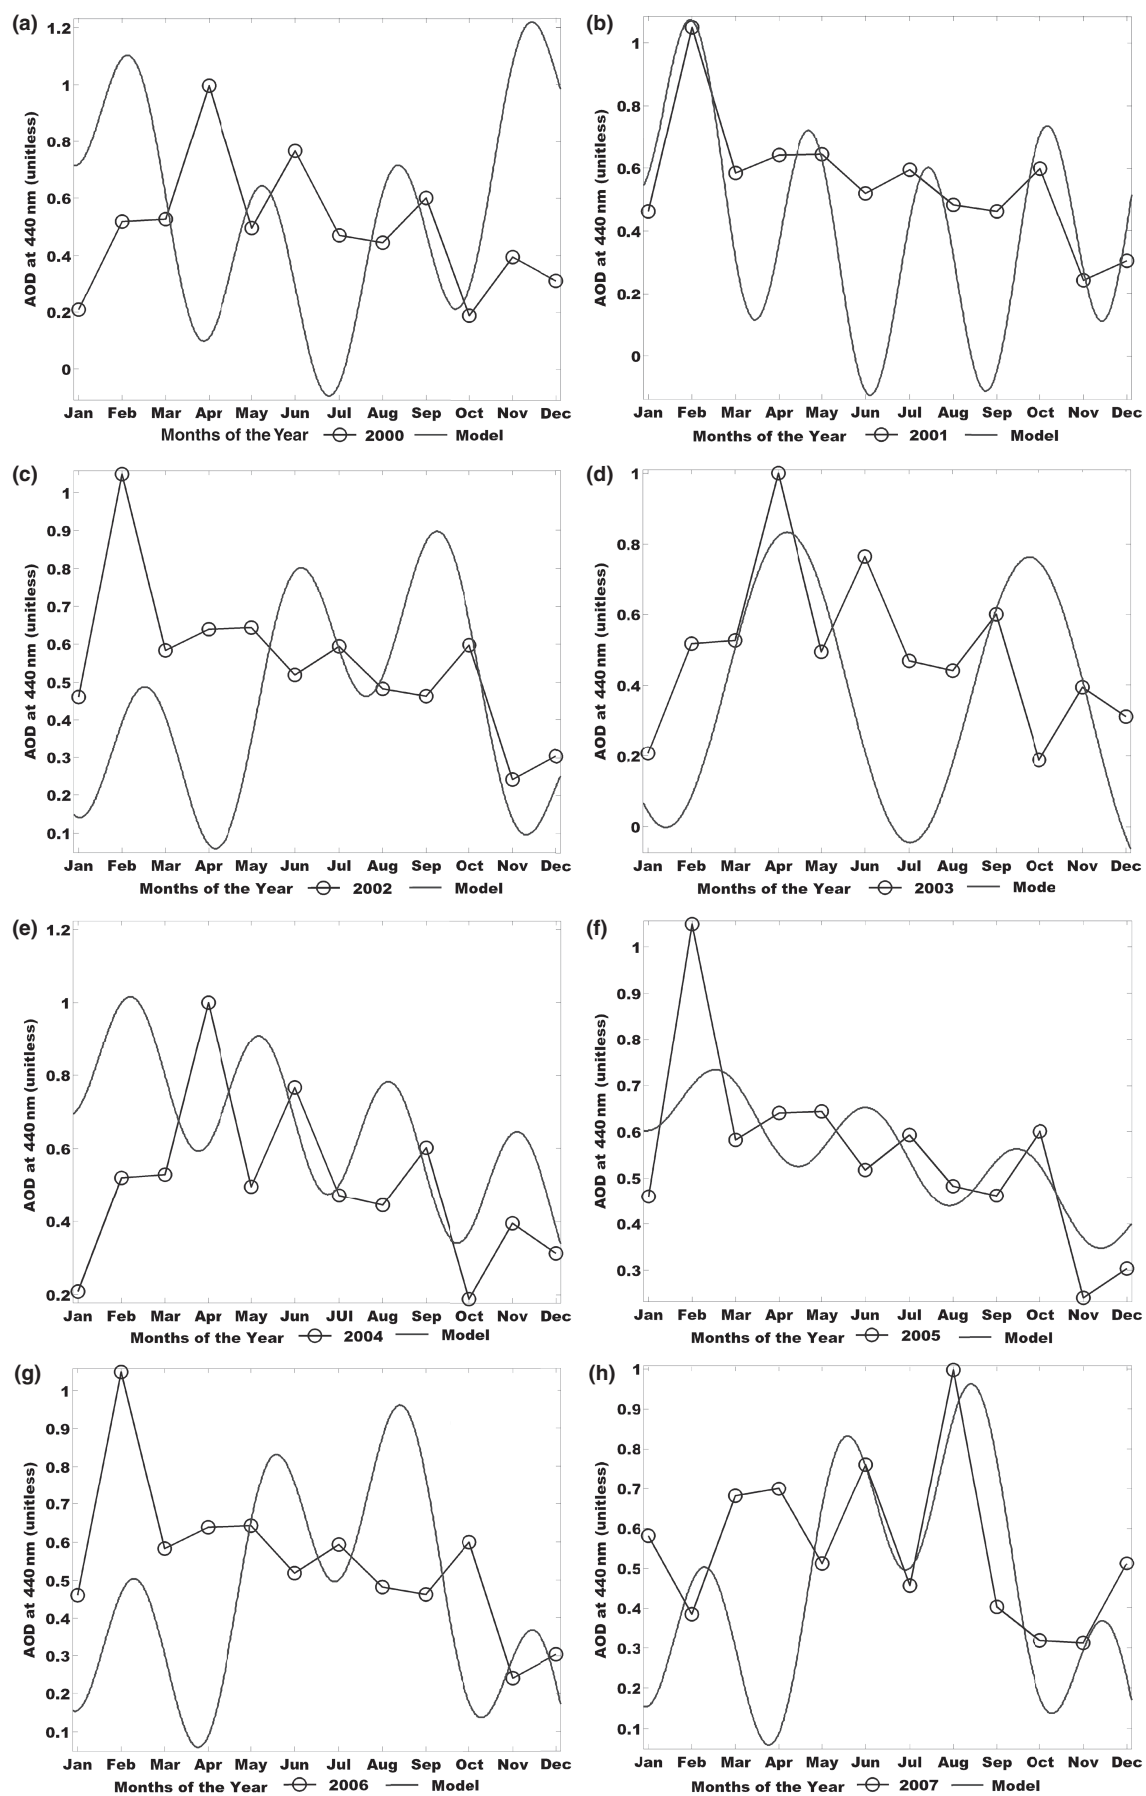 (a)
1.2
1
0.8
0.6
0.4
0.2
0
AOD at 440 nm (unitless)
Jan Feb Mar Apr May Jun Jul Aug Sep Oct Nov Dec
Months of the Year 2000 Model
(b)
1
0.8
0.6
0.4
0.2
0
AOD at 440 nm (unitless)
Jan Feb Mar Apr May Jun Jul Aug Sep Oct Nov Dec
Months of the Year 2001 Model
(c)
1
0.9
0.8
0.7
0.6
0.5
0.4
0.3
0.2
0.1
AOD at 440 nm (unitless)
Jan Feb Mar Apr May Jun Jul Aug Sep Oct Nov Dec
Months of the Year 2002 Model
(d)
1
0.8
0.6
0.4
0.2
0
AOD at 440 nm (unitless)
Jan Feb Mar Apr May Jun Jul Aug Sep Oct Nov Dec
Months of the Year 2003 Mode
(e)
1.2
1
0.8
0.6
0.4
0.2
AOD at 440 nm (unitless)
Jan Feb Mar Apr May Jun JUl Aug Sep Oct Nov Dec
Months of the Year 2004 Model
(f)
1
0.9
0.8
0.7
0.6
0.5
0.4
0.3
AOD at 440 nm (unitless)
Jan Feb Mar Apr May Jun Jul Aug Sep Oct Nov Dec
Months of the Year 2005 Model
(g)
1
0.9
0.8
0.7
0.6
0.5
0.4
0.3
0.2
0.1
AOD at 440 nm (unitless)
Jan Feb Mar Apr May Jun Jul Aug Sep Oct Nov Dec
Months of the Year 2006 Model
(h)
1
0.9
0.8
0.7
0.6
0.5
0.4
0.3
0.2
0.1
AOD at 440 nm (unitless)
Jan Feb Mar Apr May Jun Jul Aug Sep Oct Nov Dec
Months of the Year 2007 Model